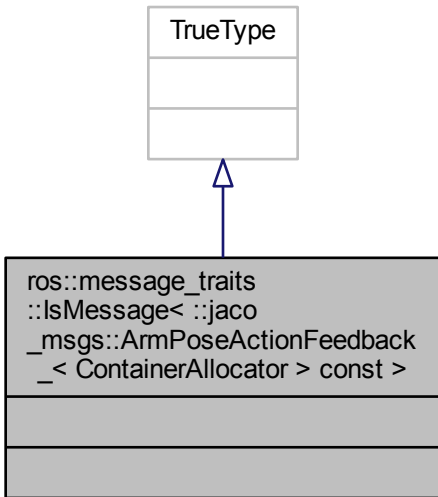 TrueType
ros::message_traits
::IsMessage< ::jaco
_msgs::ArmPoseActionFeedback
_< ContainerAllocator > const >